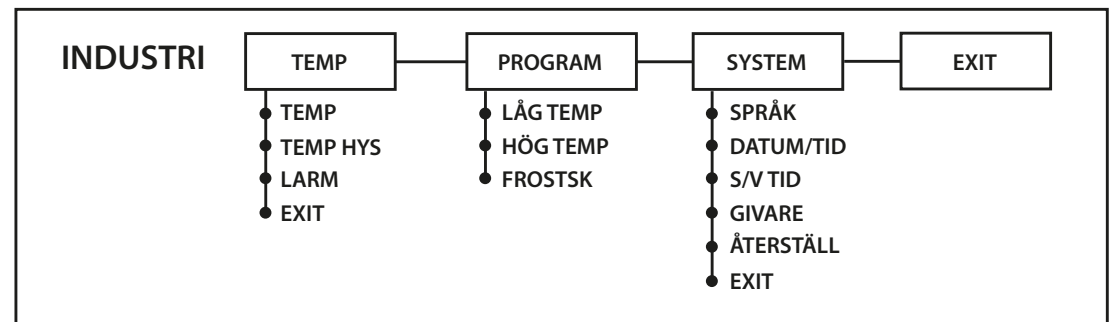 INDUSTRI
TEMP
PROGRAM
SYSTEM
EXIT
TEMP
TEMP HYS
LARM
EXIT
LÅG TEMP
HÖG TEMP
FROSTSK
SPRÅK
DATUM/TID
S/V TID
GIVARE
ÅTERSTÄLL
EXIT